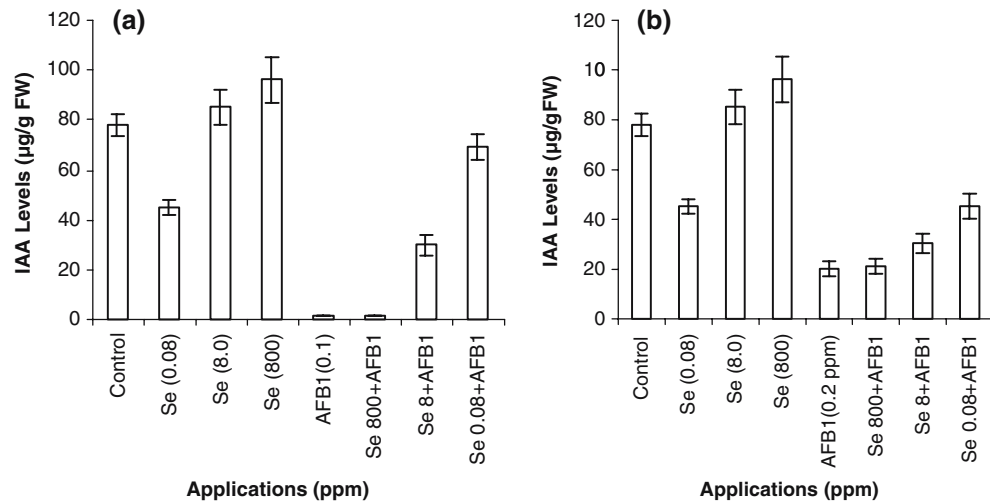 (a)
IAA Levels (µg/g FW)
120
100
80
60
40
20
0
Control
Se (0.08)
Se (8.0)
Se (800)
AFB1(0.1)
Se 800+AFB1
Se 8+AFB1
Se 0.08+AFB1
Applications (ppm)
(b)
IAA Levels (µg/gFW)
120
10
80
60
40
20
0
Control
Se (0.08)
Se (8.0)
Se (800)
AFB1(0.2 ppm)
Se 800+AFB1
Se 8+AFB1
Se 0.08+AFB1
Applications (ppm)